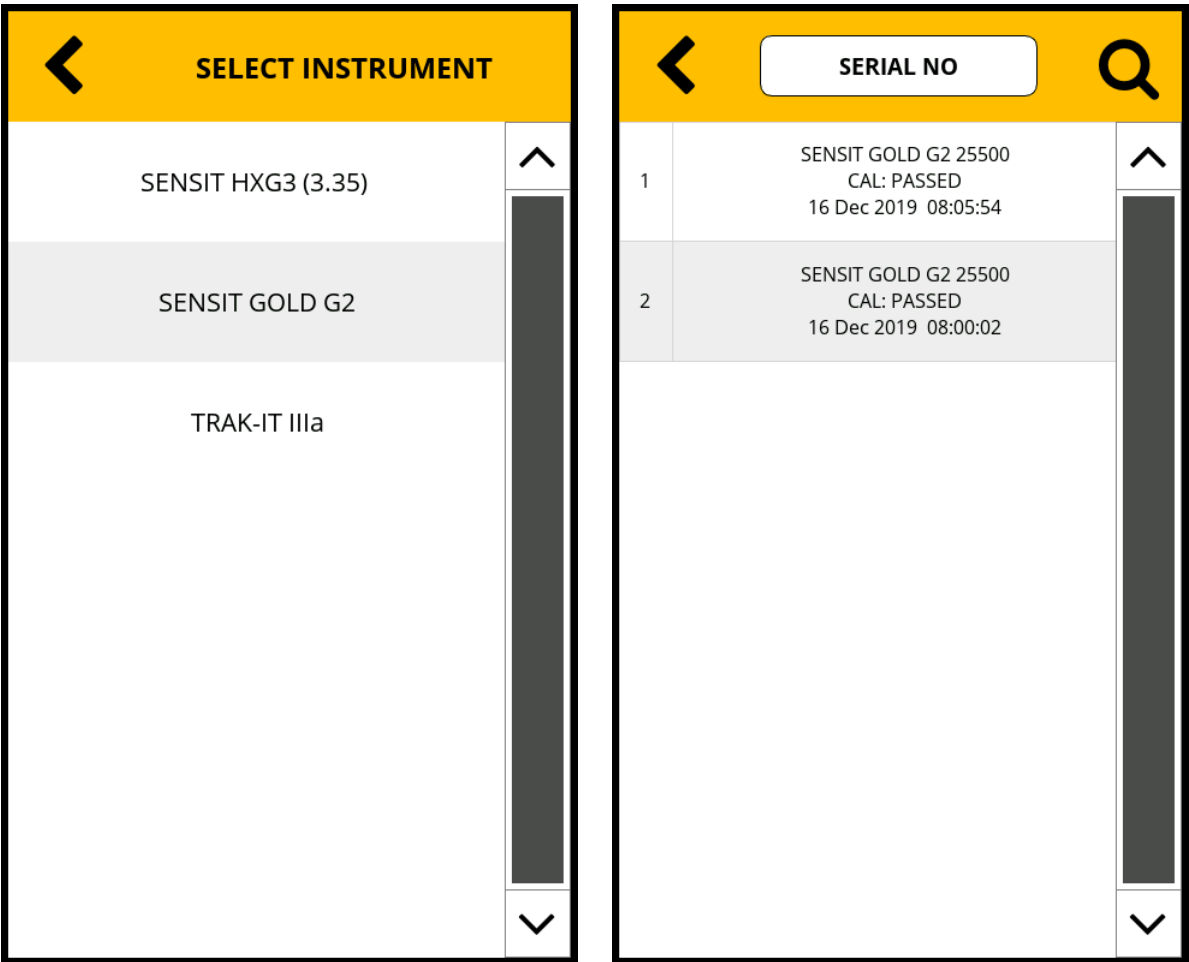 SELECT INSTRUMENT
SENSIT HXG3 (3.35)
SENSIT GOLD G2
TRAK-IT IIIa
SERIAL NO
1
SENSIT GOLD G2 25500
CAL: PASSED
16 Dec 2019 08:05:54
2
SENSIT GOLD G2 25500
CAL: PASSED
16 Dec 2019 08:00:02